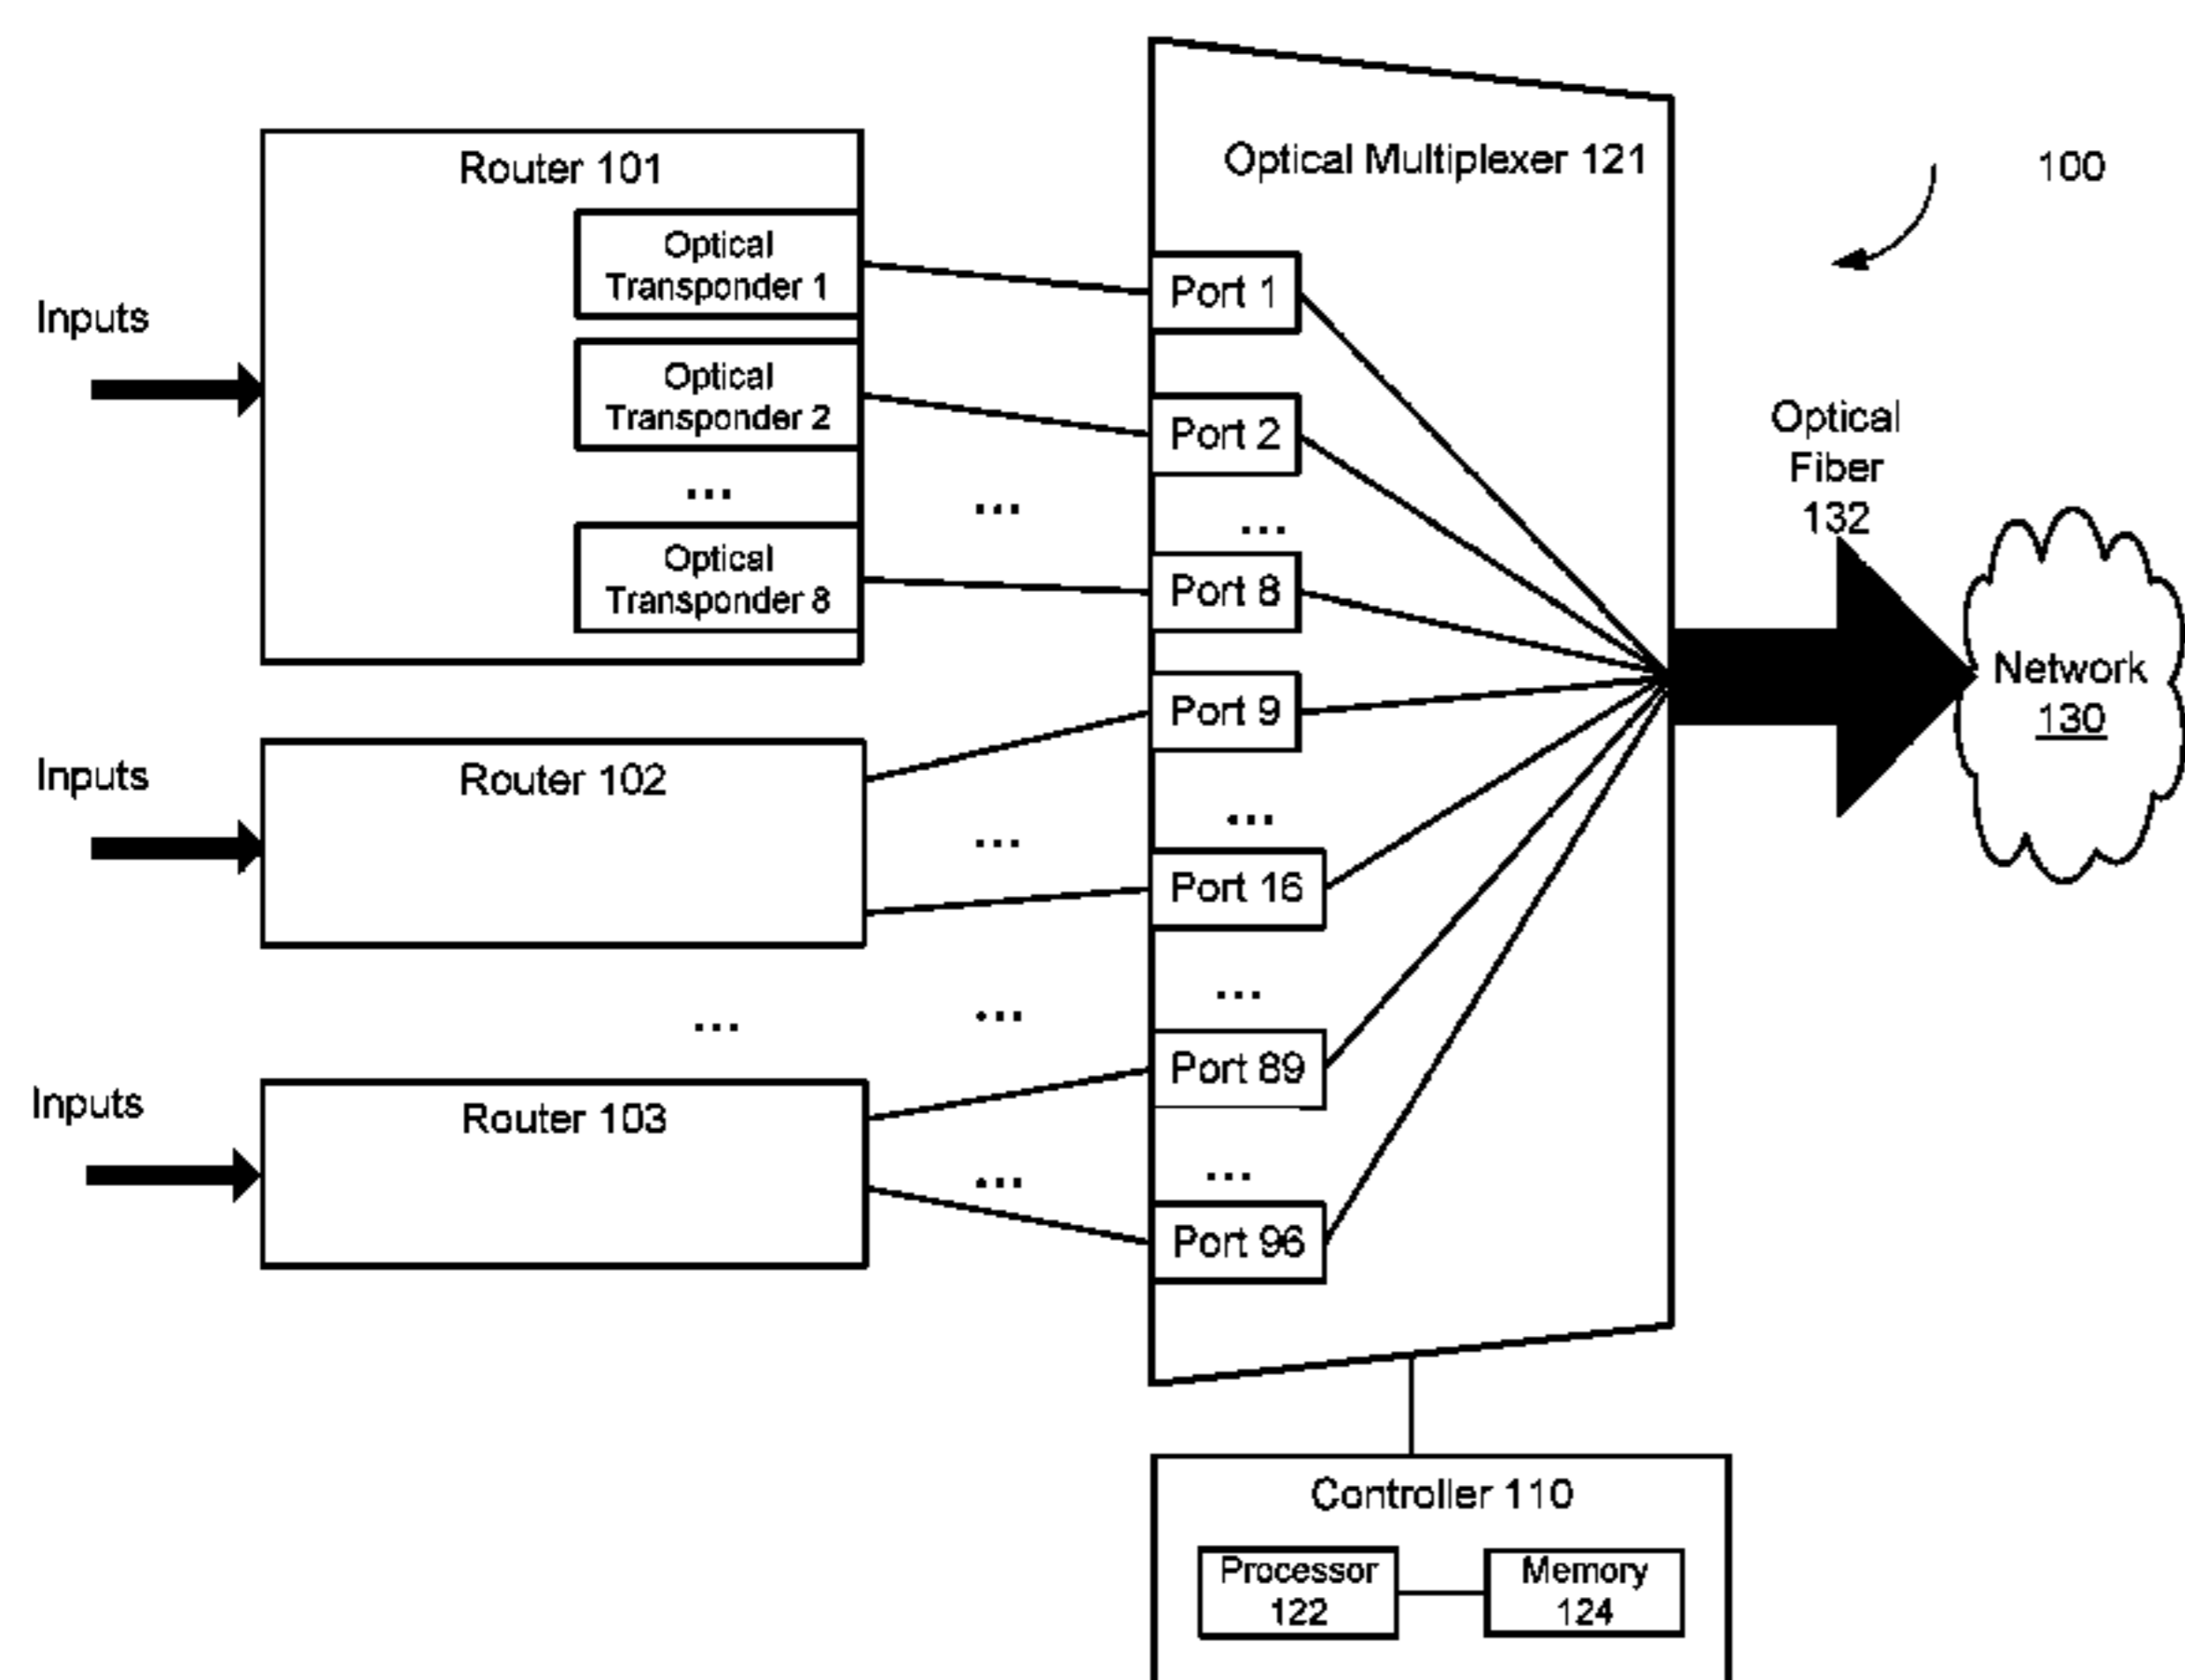 Router 101
Optical Multiplexer 121
100
Optical
Transponder 1
Port 1
Inputs
Optical
Transponder 2
Port 2
Optical
Fiber
132
...
...
...
Optical
Transponder 8
Port 8
Network
130
Port 9
Inputs
Router 102
...
...
Port 16
...
...
...
Port 89
Inputs
Router 103
...
...
Port 96
Controller 110
Processor
122
Memory
124